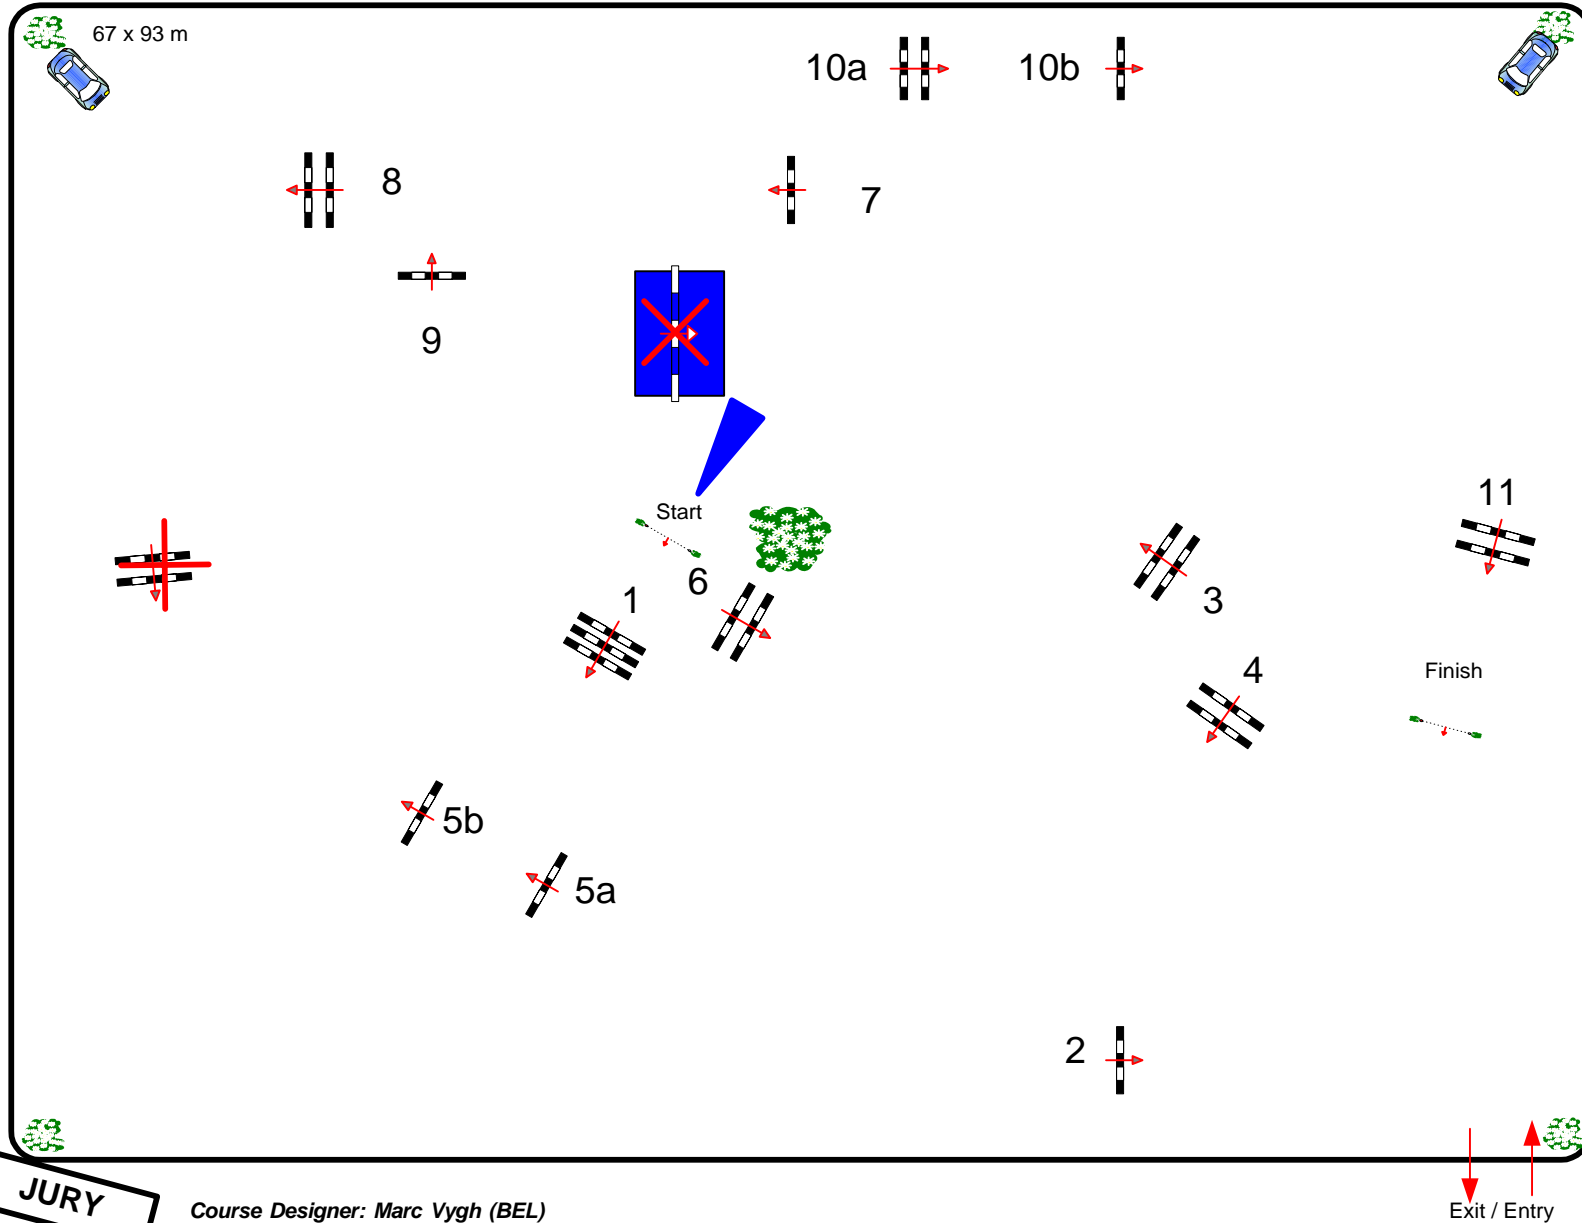 67 x 93 m
10a
10b
8
7
9
Start
11
6
1
3
4
Finish
5b
5a
2
JURY
Course Designer: Marc Vygh (BEL)
Exit / Entry